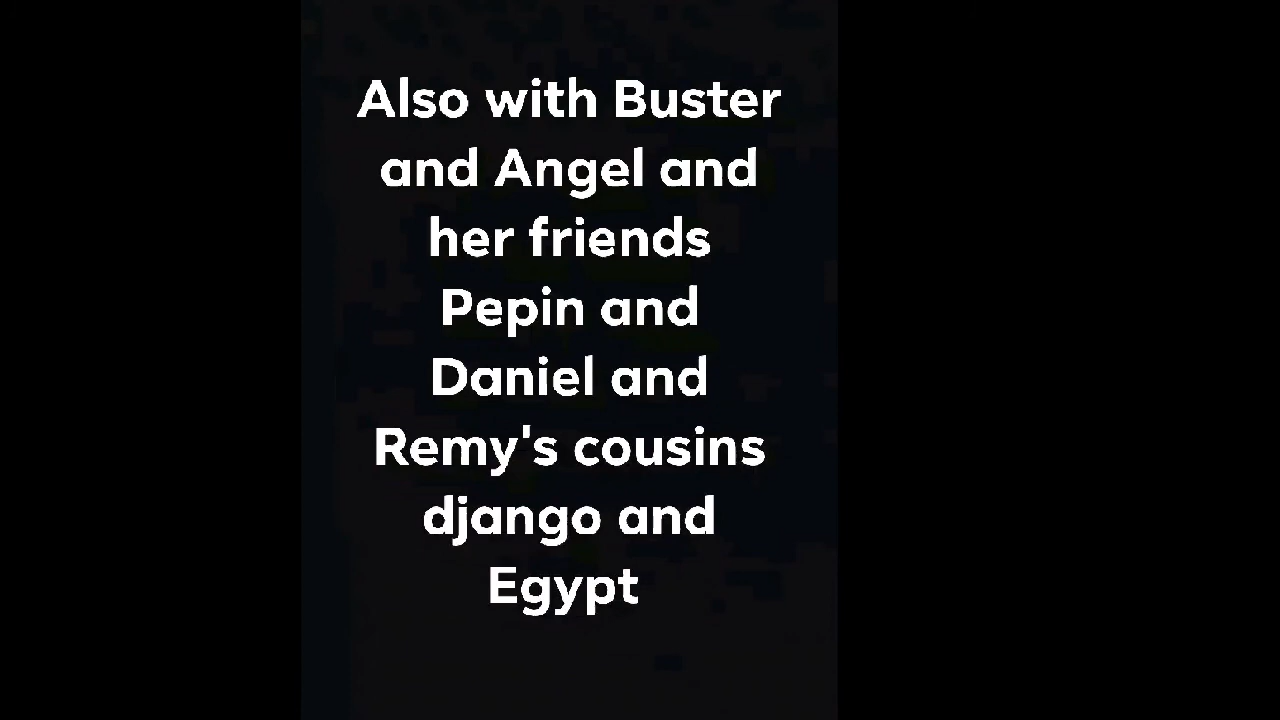 Also with Buster
and Angel and
her friends
Pepin and
Daniel and
Remy's cousins
django and
Egypt